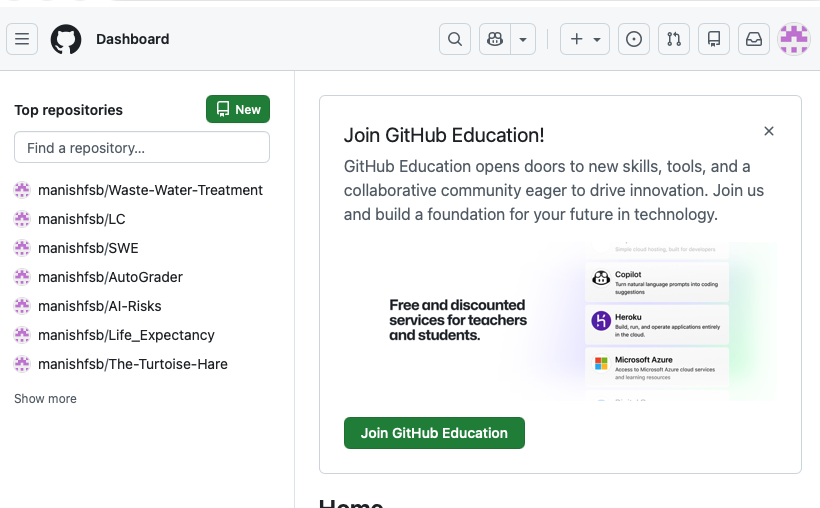 Dashboard
Top repositories
New
Find a repository...
manishfsb/Waste-Water-Treatment
manishfsb/LC
manishfsb/SWE
manishfsb/AutoGrader
manishfsb/AI-Risks
manishfsb/Life_Expectancy
manishfsb/The-Turtoise-Hare
Show more
Join GitHub Education!
GitHub Education opens doors to new skills, tools, and a
collaborative community eager to drive innovation. Join us
and build a foundation for your future in technology.
Free and discounted
services for teachers
and students.
Simple cloud hosting, built for developers
Copilot
Turn natural language prompts into coding
suggestions
Heroku
Build, run, and operate applications entirely
in the cloud.
Microsoft Azure
Access to Microsoft Azure cloud services
and learning resources
Join GitHub Education
Home